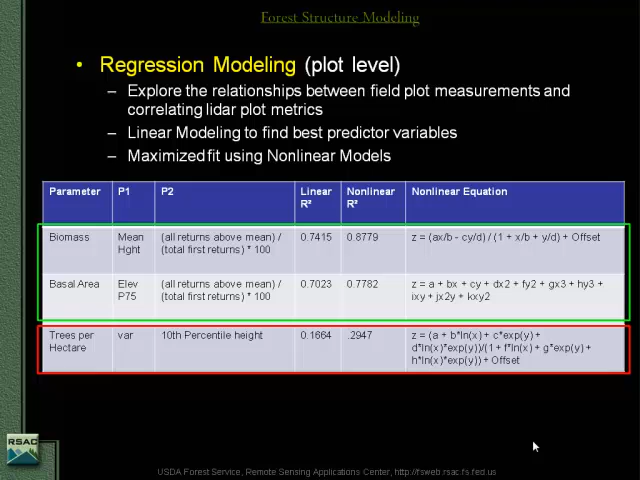 Forest Structure Modeling
• Regression Modeling (plot level)
– Explore the relationships between field plot measurements and
correlating lidar plot metrics
– Linear Modeling to find best predictor variables
– Maximized fit using Nonlinear Models
Parameter P1 P2 Linear R² Nonlinear R² Nonlinear Equation
Biomass Mean Hght (all returns above mean) / (total first returns) * 100 0.7415 0.8779 z = (ax/b - cy/d) / (1 + x/b + y/d) + Offset
Basal Area Elev P75 (all returns above mean) / (total first returns) * 100 0.7023 0.7782 z = a + bx + cy + dx2 + fy2 + gx3 + hy3 + ixy + jx2y + kxy2
Trees per Hectare var 10th Percentile height 0.1664 .2947 z = (a + b*ln(x) + c*exp(y) + d*ln(x)*exp(y))/(1 + f*ln(x) + g*exp(y) + h*ln(x)*exp(y)) + Offset
RSAC
USDA Forest Service, Remote Sensing Applications Center, http://fsweb.rsac.fs.fed.us